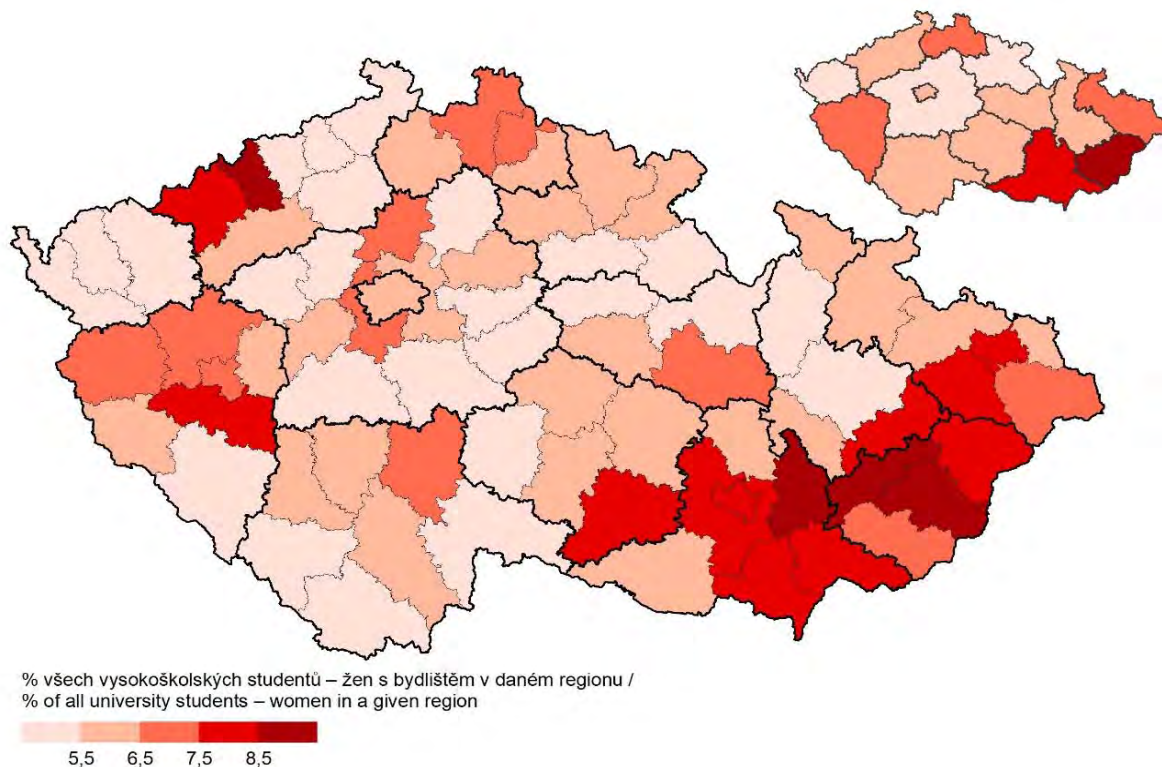 % všech vysokoškolských studentů – žen s bydlištěm v daném regionu /
% of all university students – women in a given region
5,5 6,5 7,5 8,5